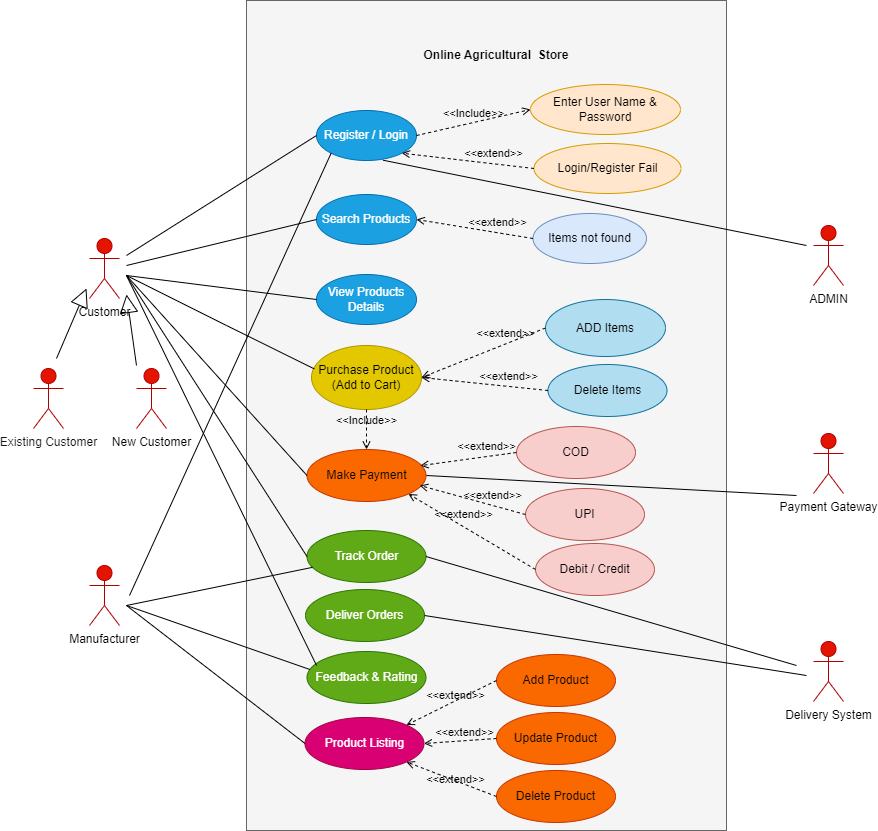 Online Agricultural Store
Enter User Name &
Password
<<Include>>
Register / Login
<<extend>>
Login/Register Fail
Search Products
<<extend>>
Items not found
ADMIN
Customer
View Products
Details
<<extend>>
ADD Items
Purchase Product
(Add to Cart)
<<extend>>
Delete Items
<<Include>>
Existing Customer
New Customer
<<extend>>
COD
Make Payment
<<extend>>
UPI
<<extend>>
Payment Gateway
Track Order
Debit / Credit
Deliver Orders
Manufacturer
Feedback & Rating
Add Product
<<extend>>
Delivery System
Product Listing
<<extend>>
Update Product
<<extend>>
Delete Product